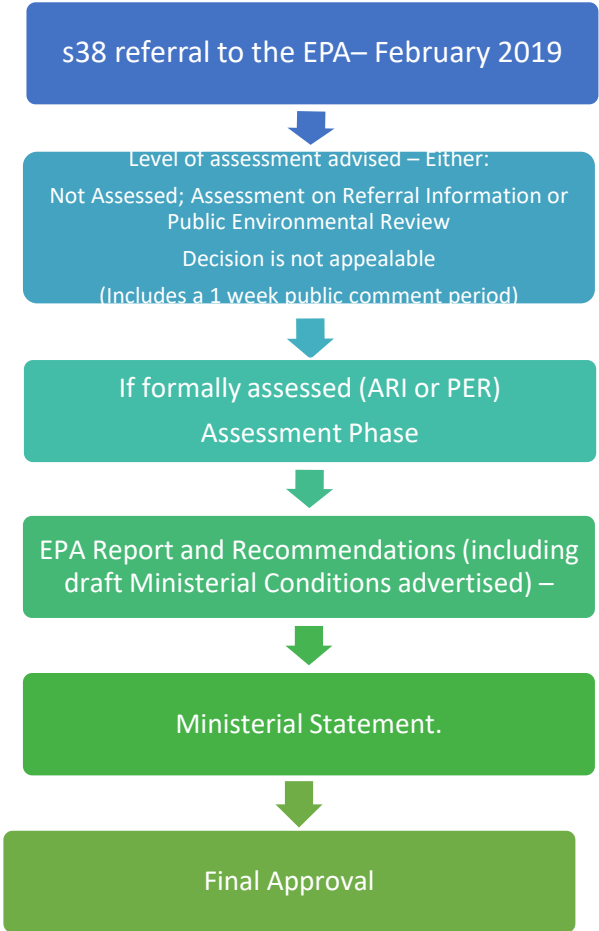 s38 referral to the EPA– February 2019
Level of assessment advised – Either:
Not Assessed; Assessment on Referral Information or
Public Environmental Review
Decision is not appealable
(Includes a 1 week public comment period)
If formally assessed (ARI or PER)
Assessment Phase
EPA Report and Recommendations (including
draft Ministerial Conditions advertised) –
Ministerial Statement.
Final Approval